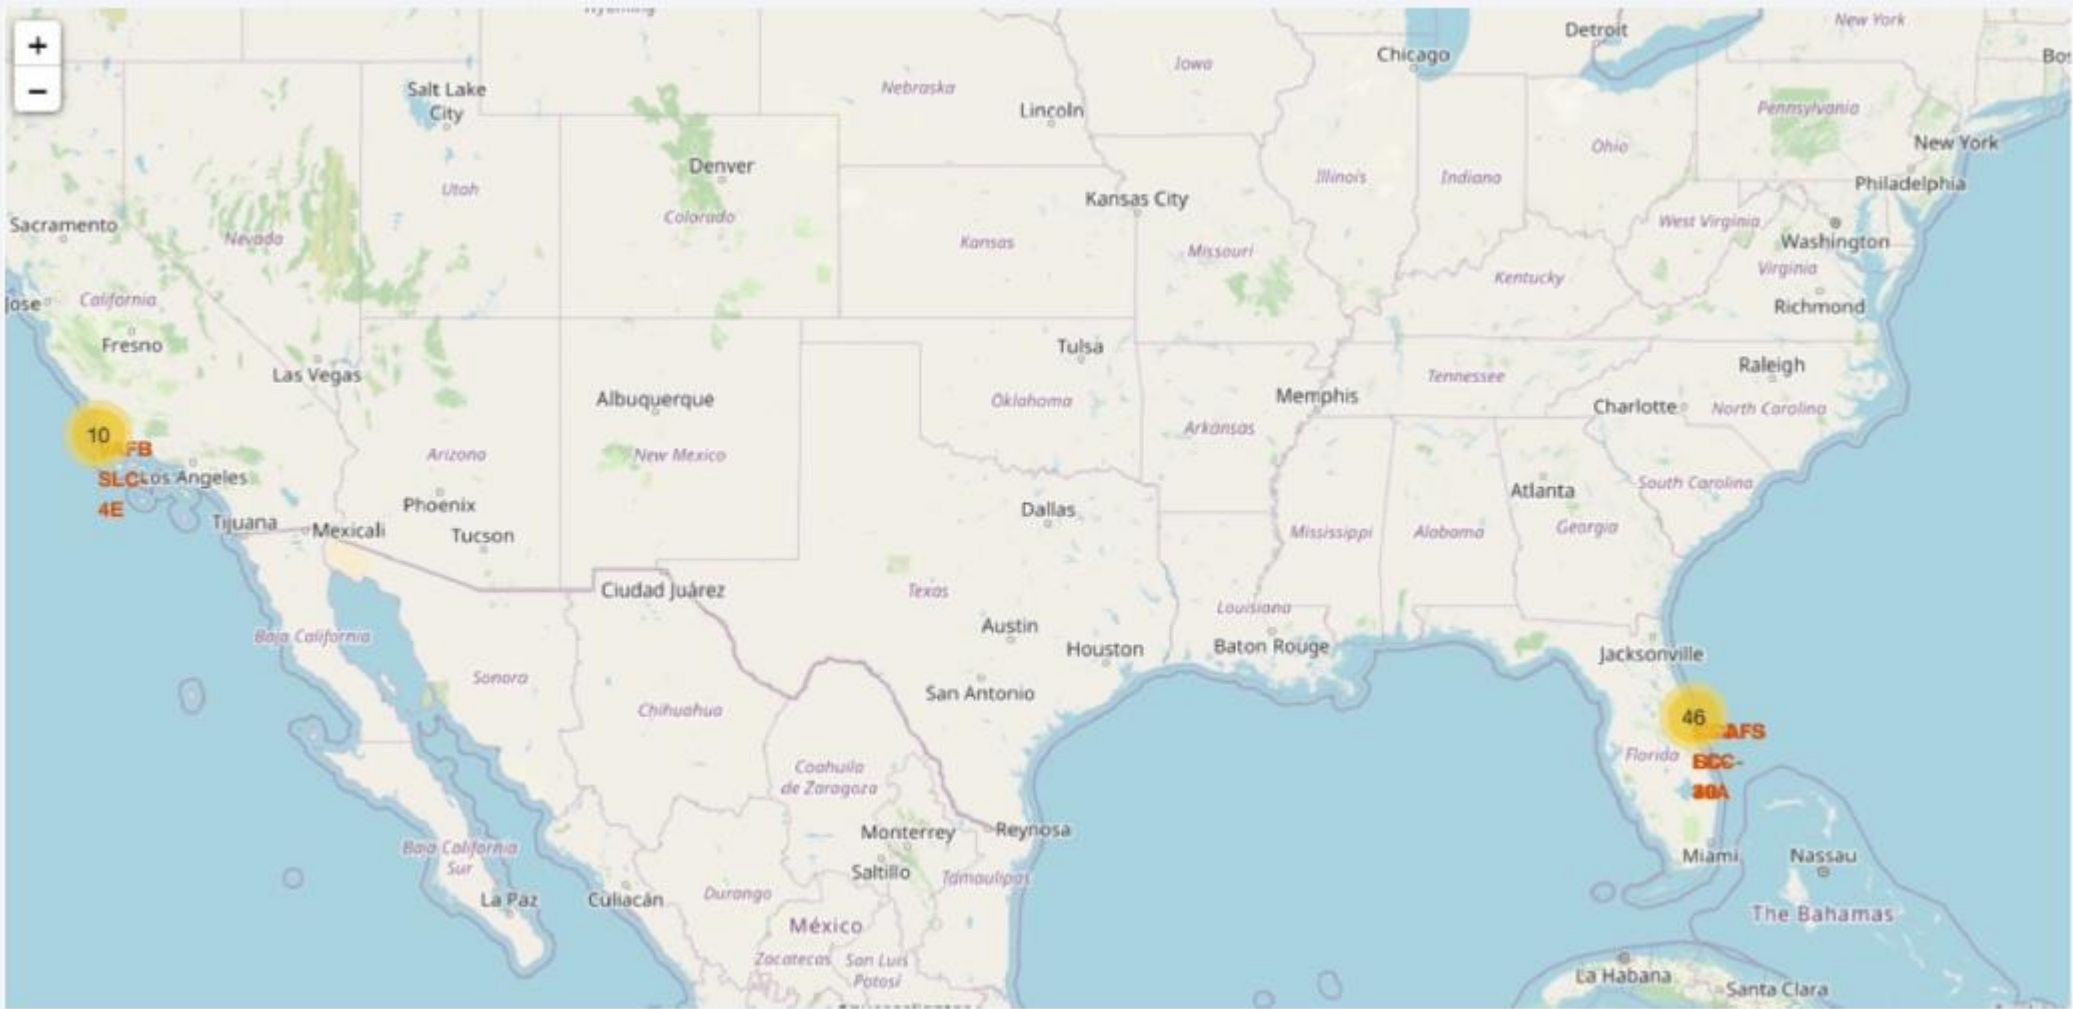 +
−
Wyoming
Detroit
New York
Chicago
Iowa
Salt Lake
City
Nebraska
Lincoln
Pennsylvania
New York
Ohio
Denver
Utah
Colorado
Kansas City
Illinois
Indiana
Philadelphia
Sacramento
Nevada
Kansas
Missouri
West Virginia
Washington
Virginia
Kentucky
Jose
California
Richmond
Fresno
Las Vegas
Tulsa
Raleigh
Tennessee
Albuquerque
Oklahoma
Memphis
Charlotte
North Carolina
Arkansas
10
Arizona
New Mexico
SLC
Los Angeles
4E
Phoenix
Dallas
Atlanta
South Carolina
Tijuana
Mexicali
Tucson
Mississippi
Alabama
Georgia
Ciudad Juárez
Texas
Louisiana
Austin
Baja California
Houston
Baton Rouge
Jacksonville
Sonora
San Antonio
Chihuahua
46
Florida
Coahuila
de Zaragoza
Monterrey
Reynosa
Baja California
Sur
Saltillo
Tamaulipas
Miami
Nassau
La Paz
Culiacán
Durango
México
The Bahamas
Zacatecas
San Luis
Potosí
La Habana
Santa Clara